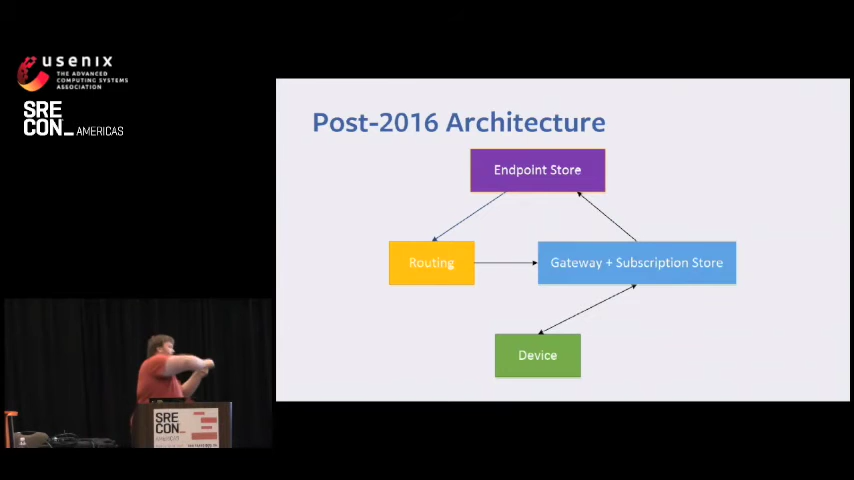 usenix
THE ADVANCED
COMPUTING SYSTEMS
ASSOCIATION
SRE
CON_ AMERICAS
Post-2016 Architecture
Endpoint Store
Routing
Gateway + Subscription Store
Device
SRE
CON_